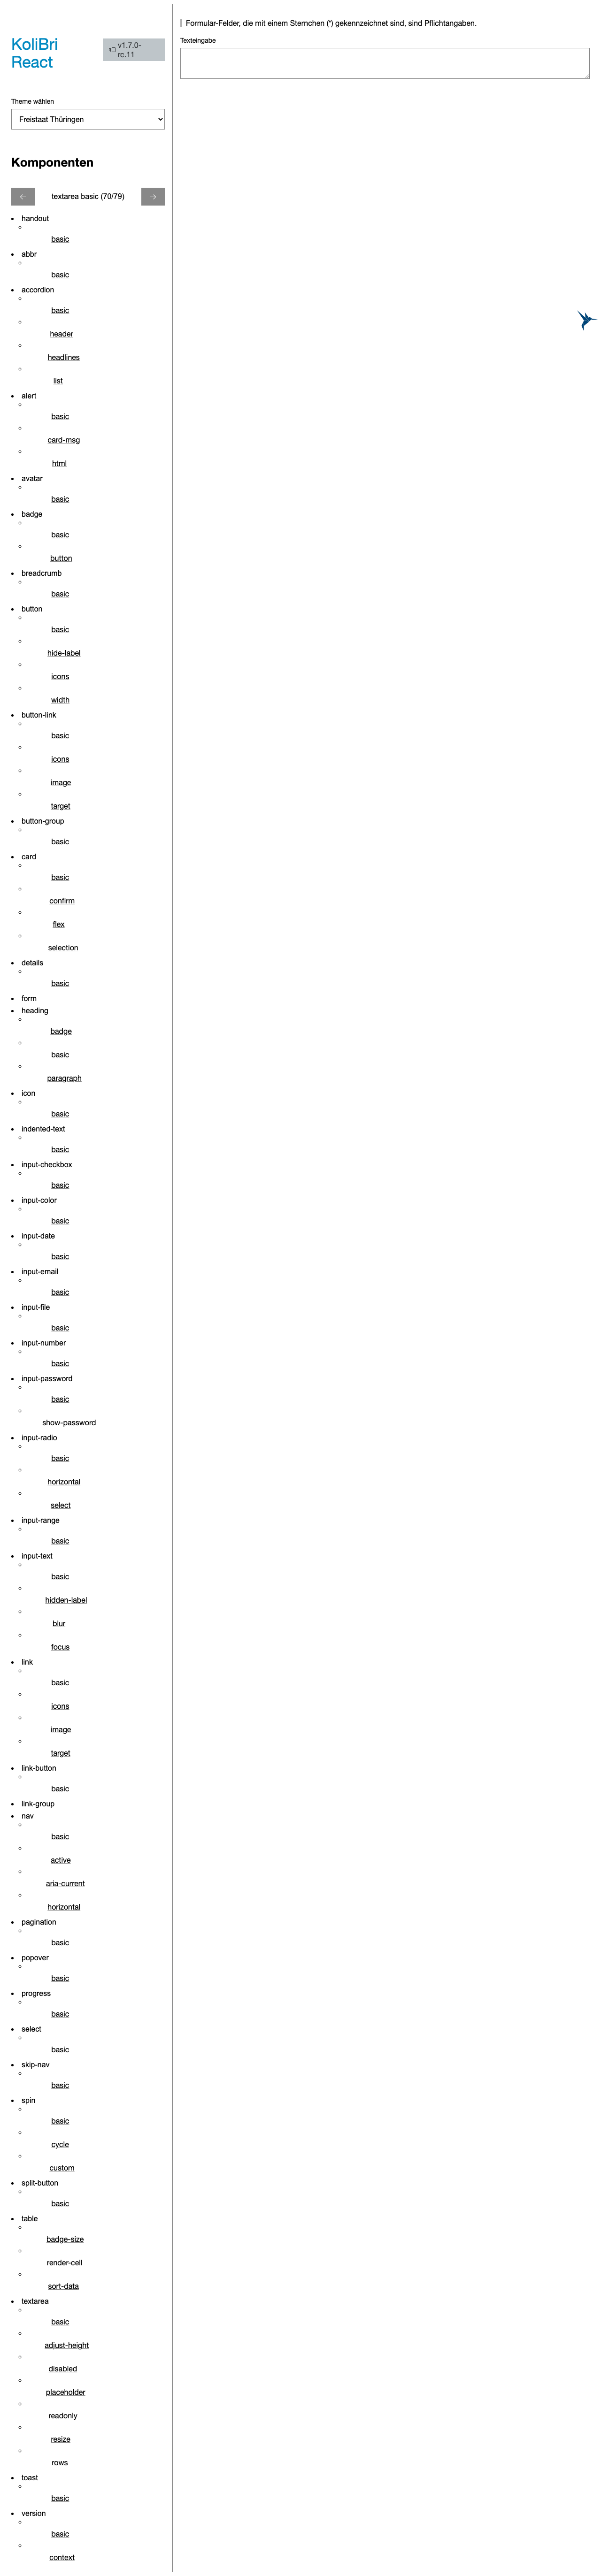 KoliBri
React
v1.7.0-
rc.11
Theme wählen
Freistaat Thüringen
Komponenten
textarea basic (70/79)
handout
basic
abbr
basic
accordion
basic
header
headlines
list
alert
basic
card-msg
html
avatar
basic
badge
basic
button
breadcrumb
basic
button
basic
hide-label
icons
width
button-link
basic
icons
image
target
button-group
basic
card
basic
confirm
flex
selection
details
basic
form
heading
badge
basic
paragraph
icon
basic
indented-text
basic
input-checkbox
basic
input-color
basic
input-date
basic
input-email
basic
input-file
basic
input-number
basic
input-password
basic
show-password
input-radio
basic
horizontal
select
input-range
basic
input-text
basic
hidden-label
blur
focus
link
basic
icons
image
target
link-button
basic
link-group
nav
basic
active
aria-current
horizontal
pagination
basic
popover
basic
progress
basic
select
basic
skip-nav
basic
spin
basic
cycle
custom
split-button
basic
table
badge-size
render-cell
sort-data
textarea
basic
adjust-height
disabled
placeholder
readonly
resize
rows
toast
basic
version
basic
context
Formular-Felder, die mit einem Sternchen (*) gekennzeichnet sind, sind Pflichtangaben.
Texteingabe